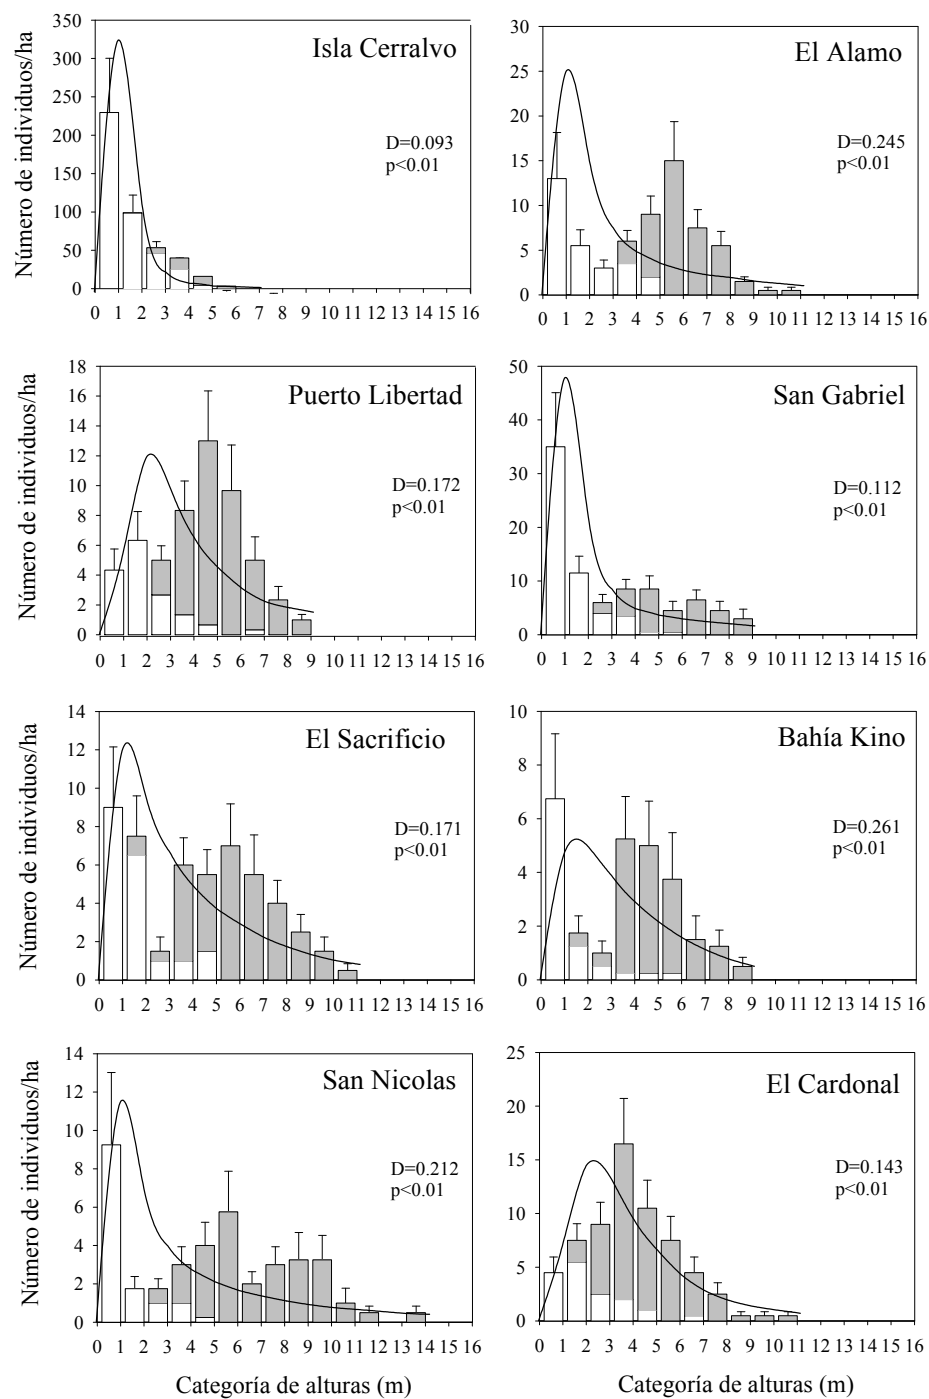 Isla Cerralvo
D=0.093
p<0.01
Número de individuos/ha
350
300
250
200
150
100
50
0
0 1 2 3 4 5 6 7 8 9 10 11 12 13 14 15 16
El Alamo
D=0.245
p<0.01
30
25
20
15
10
5
0
0 1 2 3 4 5 6 7 8 9 10 11 12 13 14 15 16
Puerto Libertad
D=0.172
p<0.01
Número de individuos/ha
18
16
14
12
10
8
6
4
2
0
0 1 2 3 4 5 6 7 8 9 10 11 12 13 14 15 16
San Gabriel
D=0.112
p<0.01
50
40
30
20
10
0
0 1 2 3 4 5 6 7 8 9 10 11 12 13 14 15 16
El Sacrificio
D=0.171
p<0.01
Número de individuos/ha
14
12
10
8
6
4
2
0
0 1 2 3 4 5 6 7 8 9 10 11 12 13 14 15 16
Bahía Kino
D=0.261
p<0.01
10
8
6
4
2
0
0 1 2 3 4 5 6 7 8 9 10 11 12 13 14 15 16
San Nicolas
D=0.212
p<0.01
Número de individuos/ha
14
12
10
8
6
4
2
0
0 1 2 3 4 5 6 7 8 9 10 11 12 13 14 15 16
Categoría de alturas (m)
El Cardonal
D=0.143
p<0.01
25
20
15
10
5
0
0 1 2 3 4 5 6 7 8 9 10 11 12 13 14 15 16
Categoría de alturas (m)